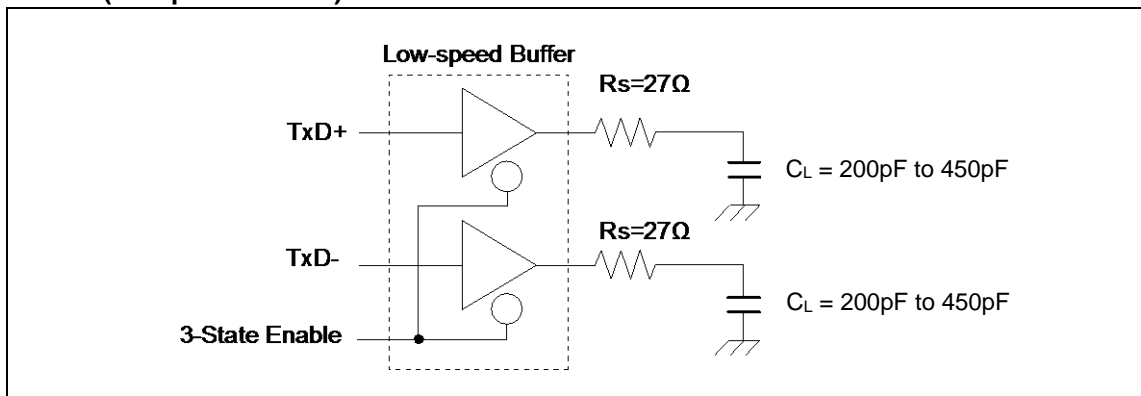 Low-speed Buffer
Rs=27Ω
TxD+
CL = 200pF to 450pF
Rs=27Ω
TxD-
CL = 200pF to 450pF
3-State Enable